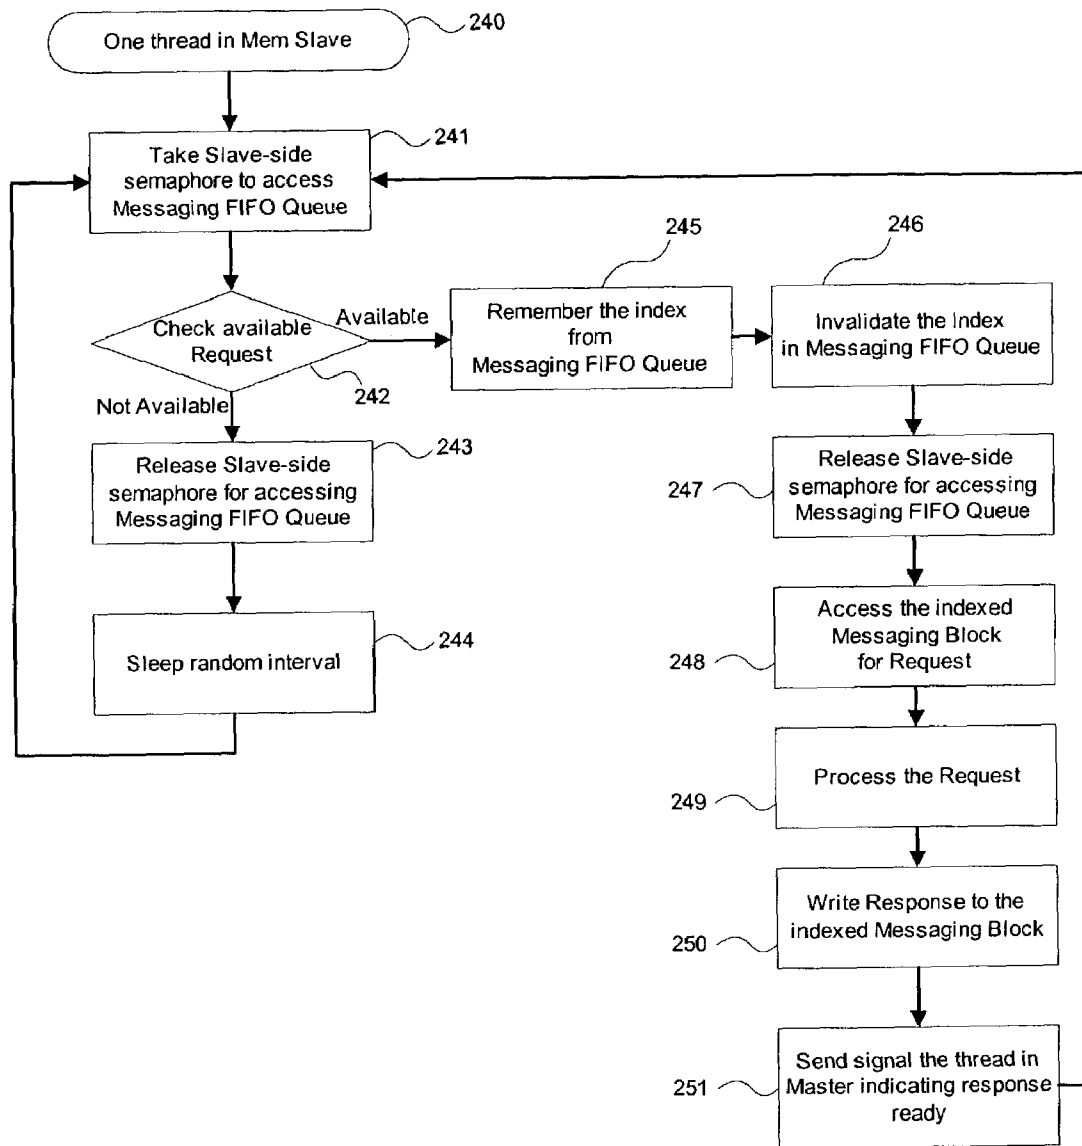 One thread in Mem Slave
240
241
Take Slave-side
semaphore to access
Messaging FIFO Queue
245
246
Check available
Request
Available
242
Not Available
Remember the index
from
Messaging FIFO Queue
Invalidate the Index
in Messaging FIFO Queue
243
Release Slave-side
semaphore for accessing
Messaging FIFO Queue
247
Release Slave-side
semaphore for accessing
Messaging FIFO Queue
244
Sleep random interval
248
Access the indexed
Messaging Block
for Request
249
Process the Request
250
Write Response to the
indexed Messaging Block
251
Send signal the thread in
Master indicating response
ready